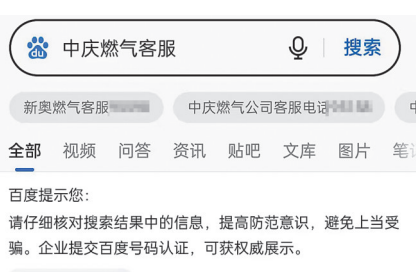 du
中庆燃气客服
搜索
新奥燃气客服
中庆燃气公司客服电话
中
全部 视频 问答 资讯 贴吧 文库 图片 笔记
百度提示您：
请仔细核对搜索结果中的信息，提高防范意识，避免上当受
骗。企业提交百度号码认证，可获权威展示。